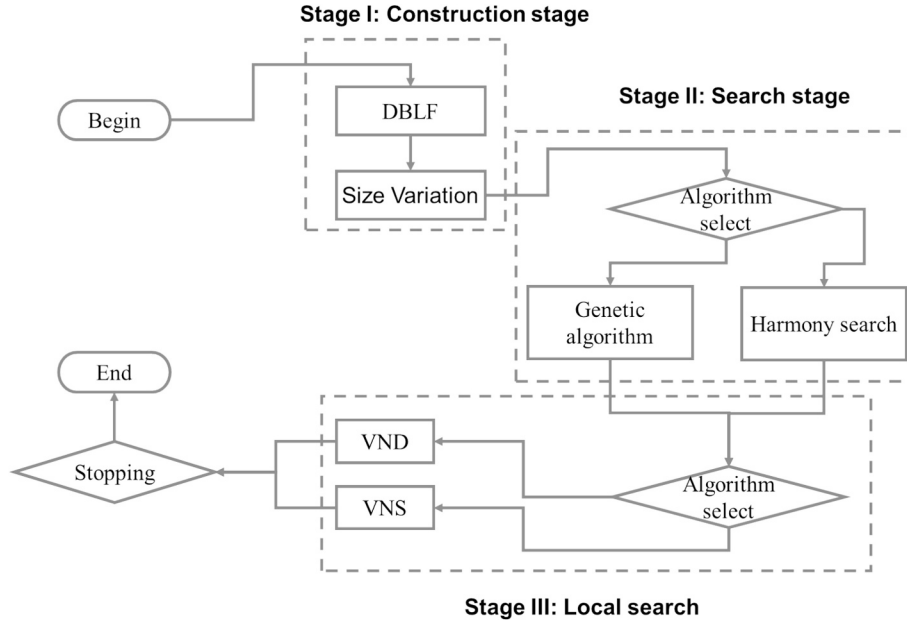 Stage I: Construction stage
Begin
DBLF
Size Variation
Stage II: Search stage
Algorithm
select
Genetic
algorithm
Harmony search
End
Stopping
VND
VNS
Algorithm
select
Stage III: Local search